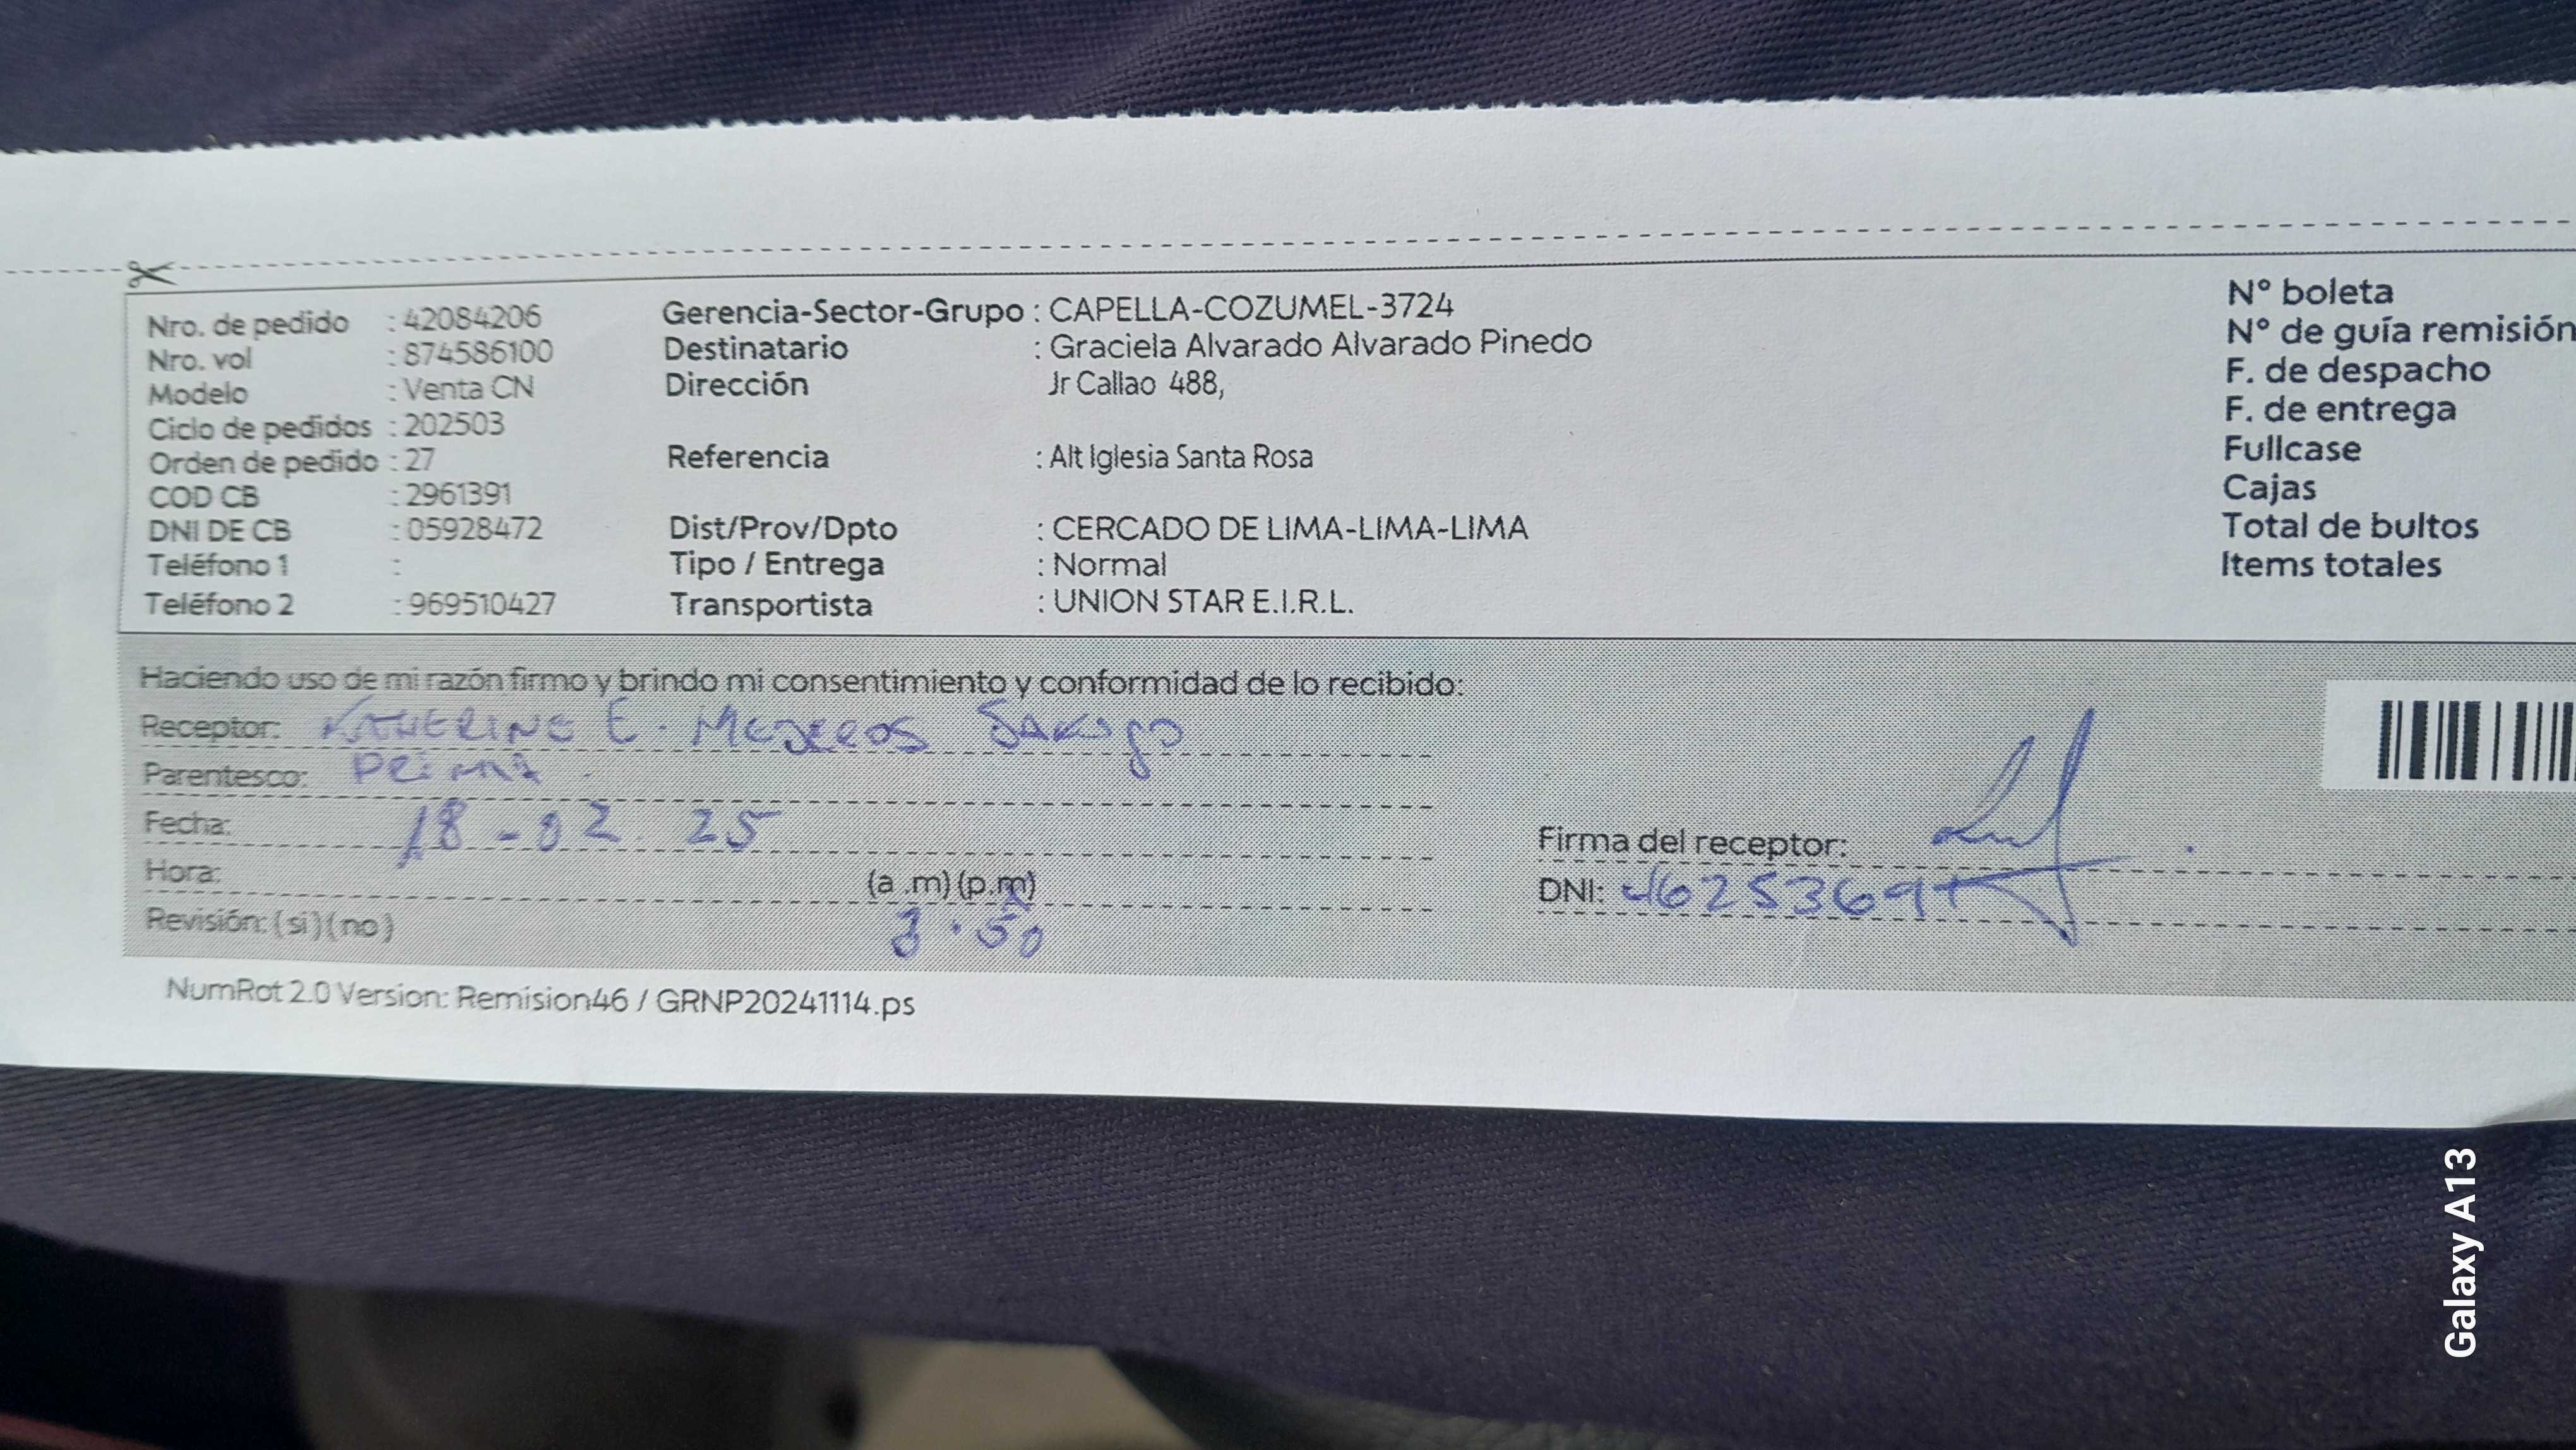 Nro. de pedido : 42084206
Nro. vol : 874586100
Modelo : Venta CN
Ciclo de pedidos : 202503
Orden de pedido : 27
COD CB : 2961391
DNI DE CB : 05928472
Teléfono 1 :
Teléfono 2 : 969510427
Gerencia-Sector-Grupo : CAPELLA-COZUMEL-3724
Destinatario : Graciela Alvarado Alvarado Pinedo
Dirección Jr Callao 488,
Referencia : Alt Iglesia Santa Rosa
Dist/Prov/Dpto : CERCADO DE LIMA-LIMA-LIMA
Tipo / Entrega : Normal
Transportista : UNION STAR E.I.R.L.
N° boleta
N° de guía remisión
F. de despacho
F. de entrega
Fullcase
Cajas
Total de bultos
Items totales
Haciendo uso de mi razón firmo y brindo mi consentimiento y conformidad de lo recibido:
Receptor: KATHERINE E.
Parentesco: PRIMA
Fecha: 18-02 25
Hora: (a .m) (p.m)
3.50
Revisión: (si) (no)
Firma del receptor:
DNI:
NumRot 2.0 Version: Remision46 / GRNP20241114.ps
Galaxy A13